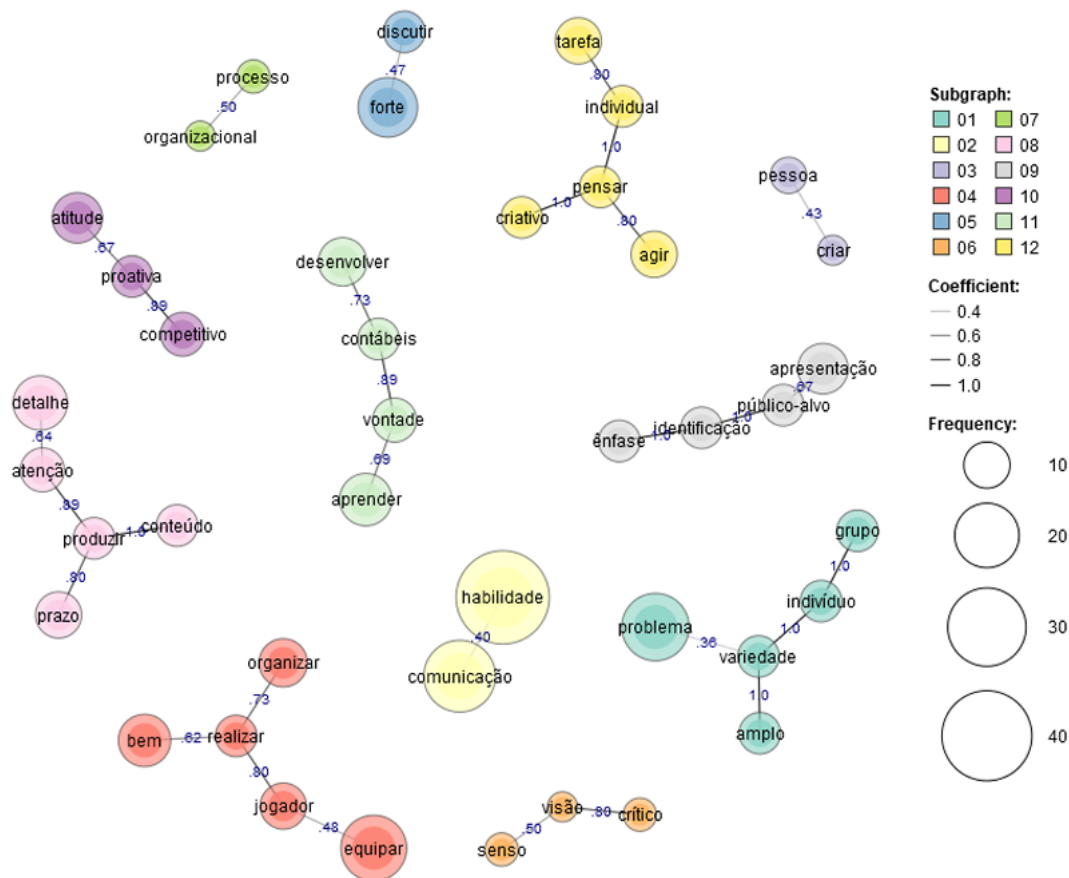 discutir
.47
forte
processo
.50
organizacional
tarefa
.80
individual
1.0
pensar
1.0
criativo
.80
agir
pessoa
.43
criar
atitude
.67
proativa
.89
competitivo
desenvolver
.73
contábeis
.89
vontade
.69
aprender
apresentação
.67
público-alvo
1.0
identificação
1.0
ênfase
detalhe
.64
atenção
.89
produzir
1.0
conteúdo
.80
prazo
habilidade
.40
comunicação
grupo
1.0
indivíduo
1.0
problema
.36
variedade
1.0
amplo
organizar
.73
bem
.62
realizar
.80
jogador
.48
equipar
visão
.80
crítico
.50
senso
Subgraph:
01 07
02 08
03 09
04 10
05 11
06 12
Coefficient:
0.4
0.6
0.8
1.0
Frequency:
10
20
30
40